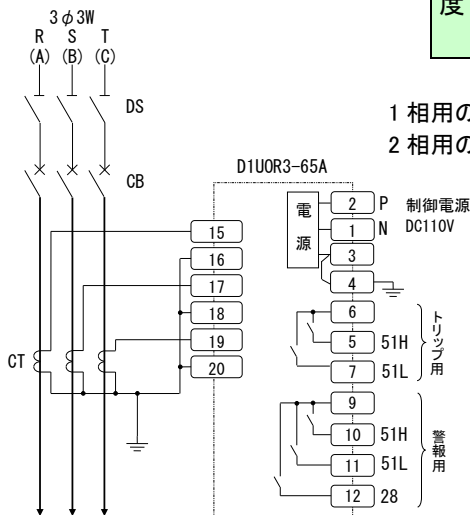 度
3φ3W
R S T
(A) (B) (C)
DS
1相用の
2相用の
CB
D1UOR3-65A
電源
2 P 制御電源
1 N DC110V
3
4
15
16
17
18
19
20
CT
6
5 51H
7 51L
トリップ用
9
10 51H
11 51L
12 28
警報用